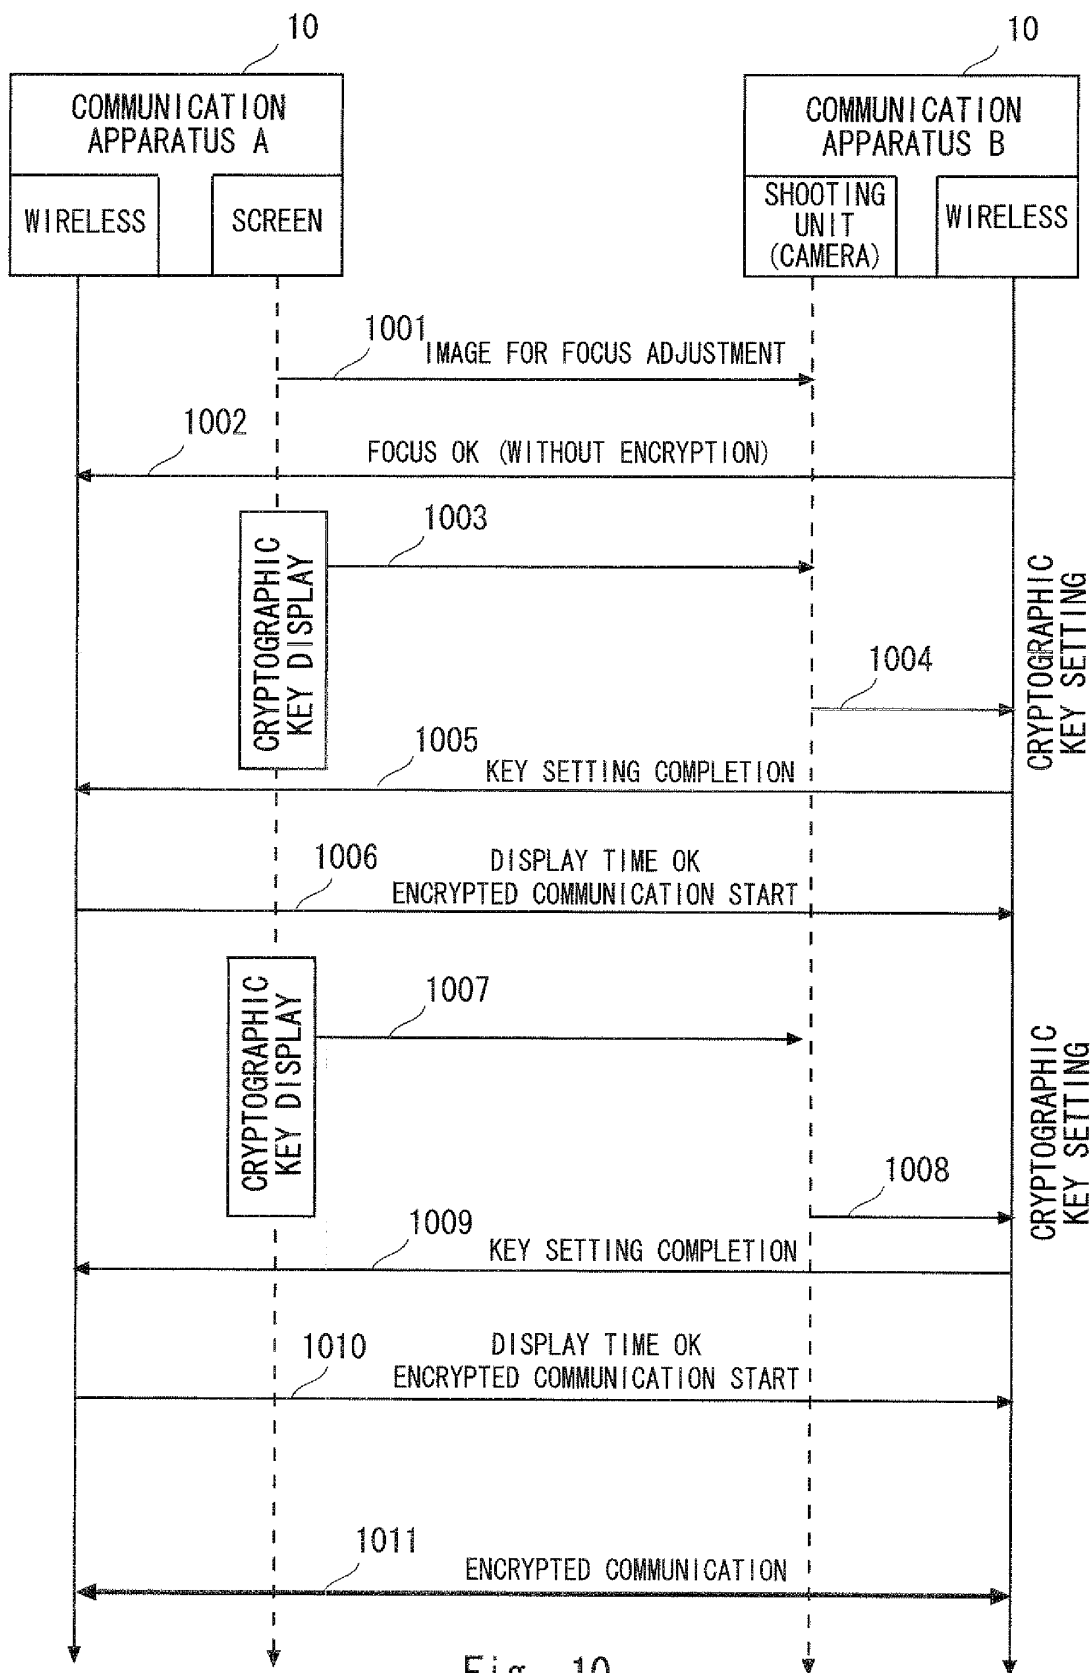 10
10
COMMUNICATION
APPARATUS A
COMMUNICATION
APPARATUS B
WIRELESS
SCREEN
SHOOTING
UNIT
(CAMERA)
WIRELESS
1001
IMAGE FOR FOCUS ADJUSTMENT
1002
FOCUS OK (WITHOUT ENCRYPTION)
CRYPTOGRAPHIC
KEY DISPLAY
1003
1004
CRYPTOGRAPHIC
KEY SETTING
1005
KEY SETTING COMPLETION
1006
DISPLAY TIME OK
ENCRYPTED COMMUNICATION START
CRYPTOGRAPHIC
KEY DISPLAY
1007
1008
CRYPTOGRAPHIC
KEY SETTING
1009
KEY SETTING COMPLETION
1010
DISPLAY TIME OK
ENCRYPTED COMMUNICATION START
1011
ENCRYPTED COMMUNICATION
Fig. 10